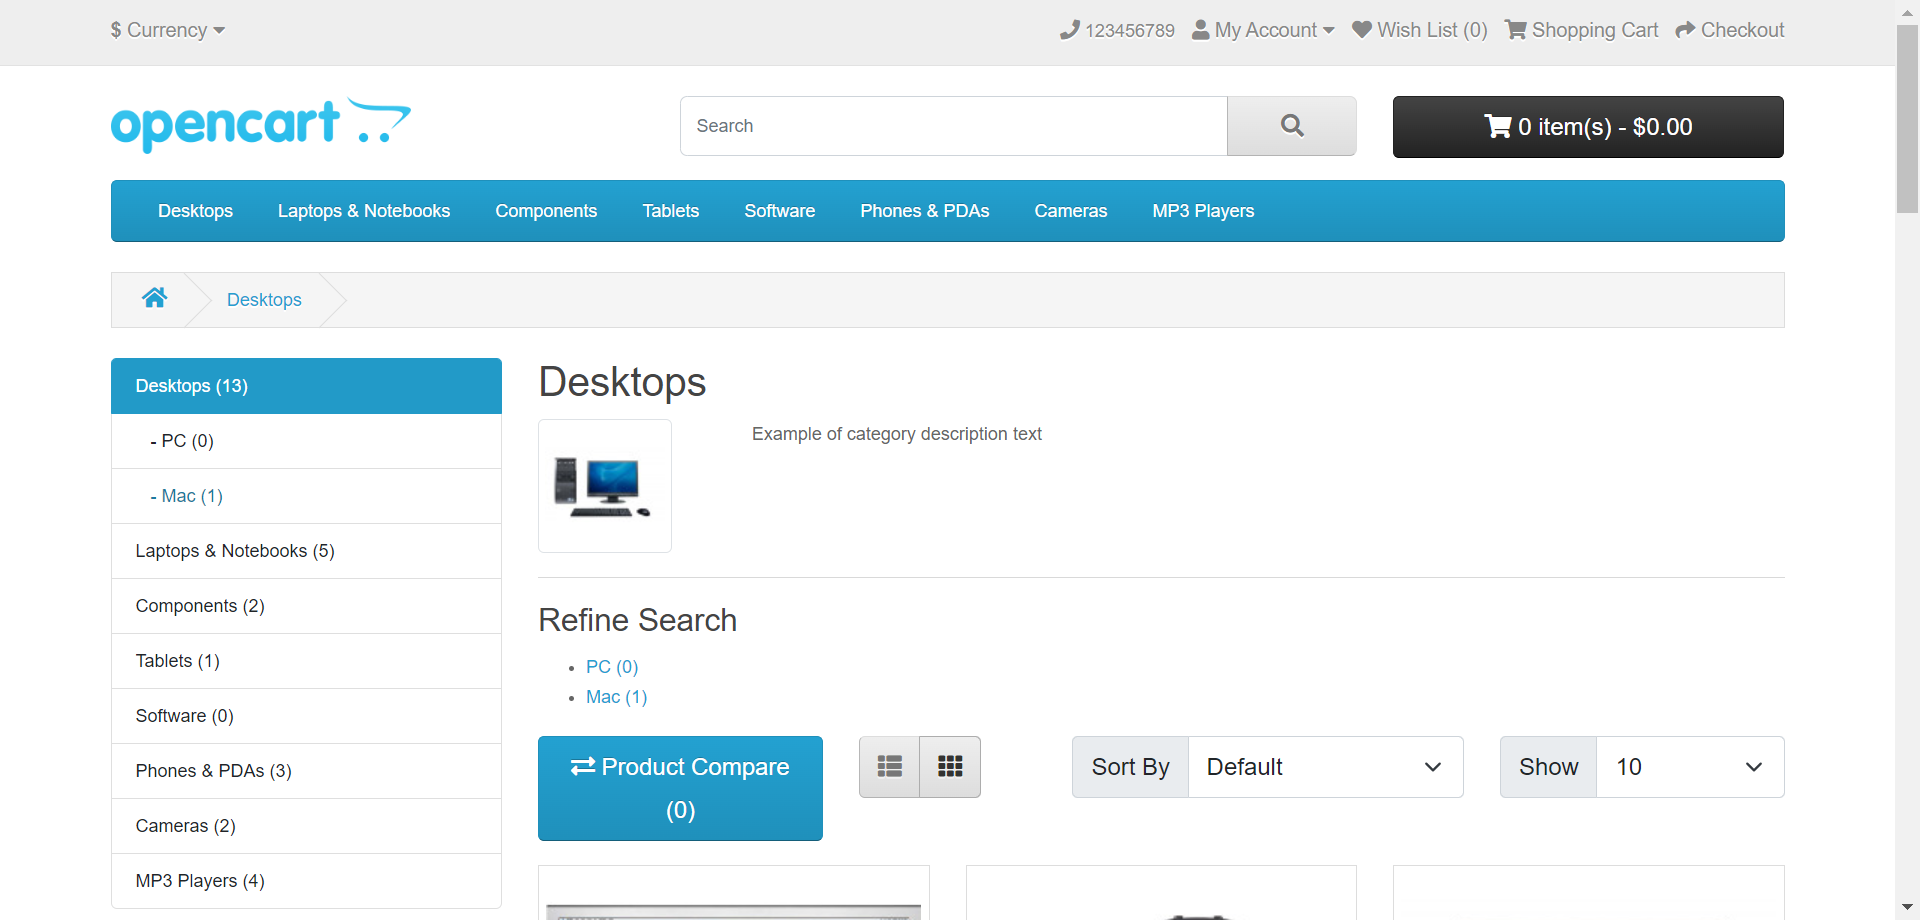 $ Currency
123456789
My Account
Wish List (0)
Shopping Cart
Checkout
opencart
Search
0 item(s) - $0.00
Desktops
Laptops & Notebooks
Components
Tablets
Software
Phones & PDAs
Cameras
MP3 Players
Desktops
Desktops (13)
- PC (0)
- Mac (1)
Laptops & Notebooks (5)
Components (2)
Tablets (1)
Software (0)
Phones & PDAs (3)
Cameras (2)
MP3 Players (4)
Desktops
Example of category description text
Refine Search
PC (0)
Mac (1)
Product Compare
(0)
Sort By
Default
Show
10